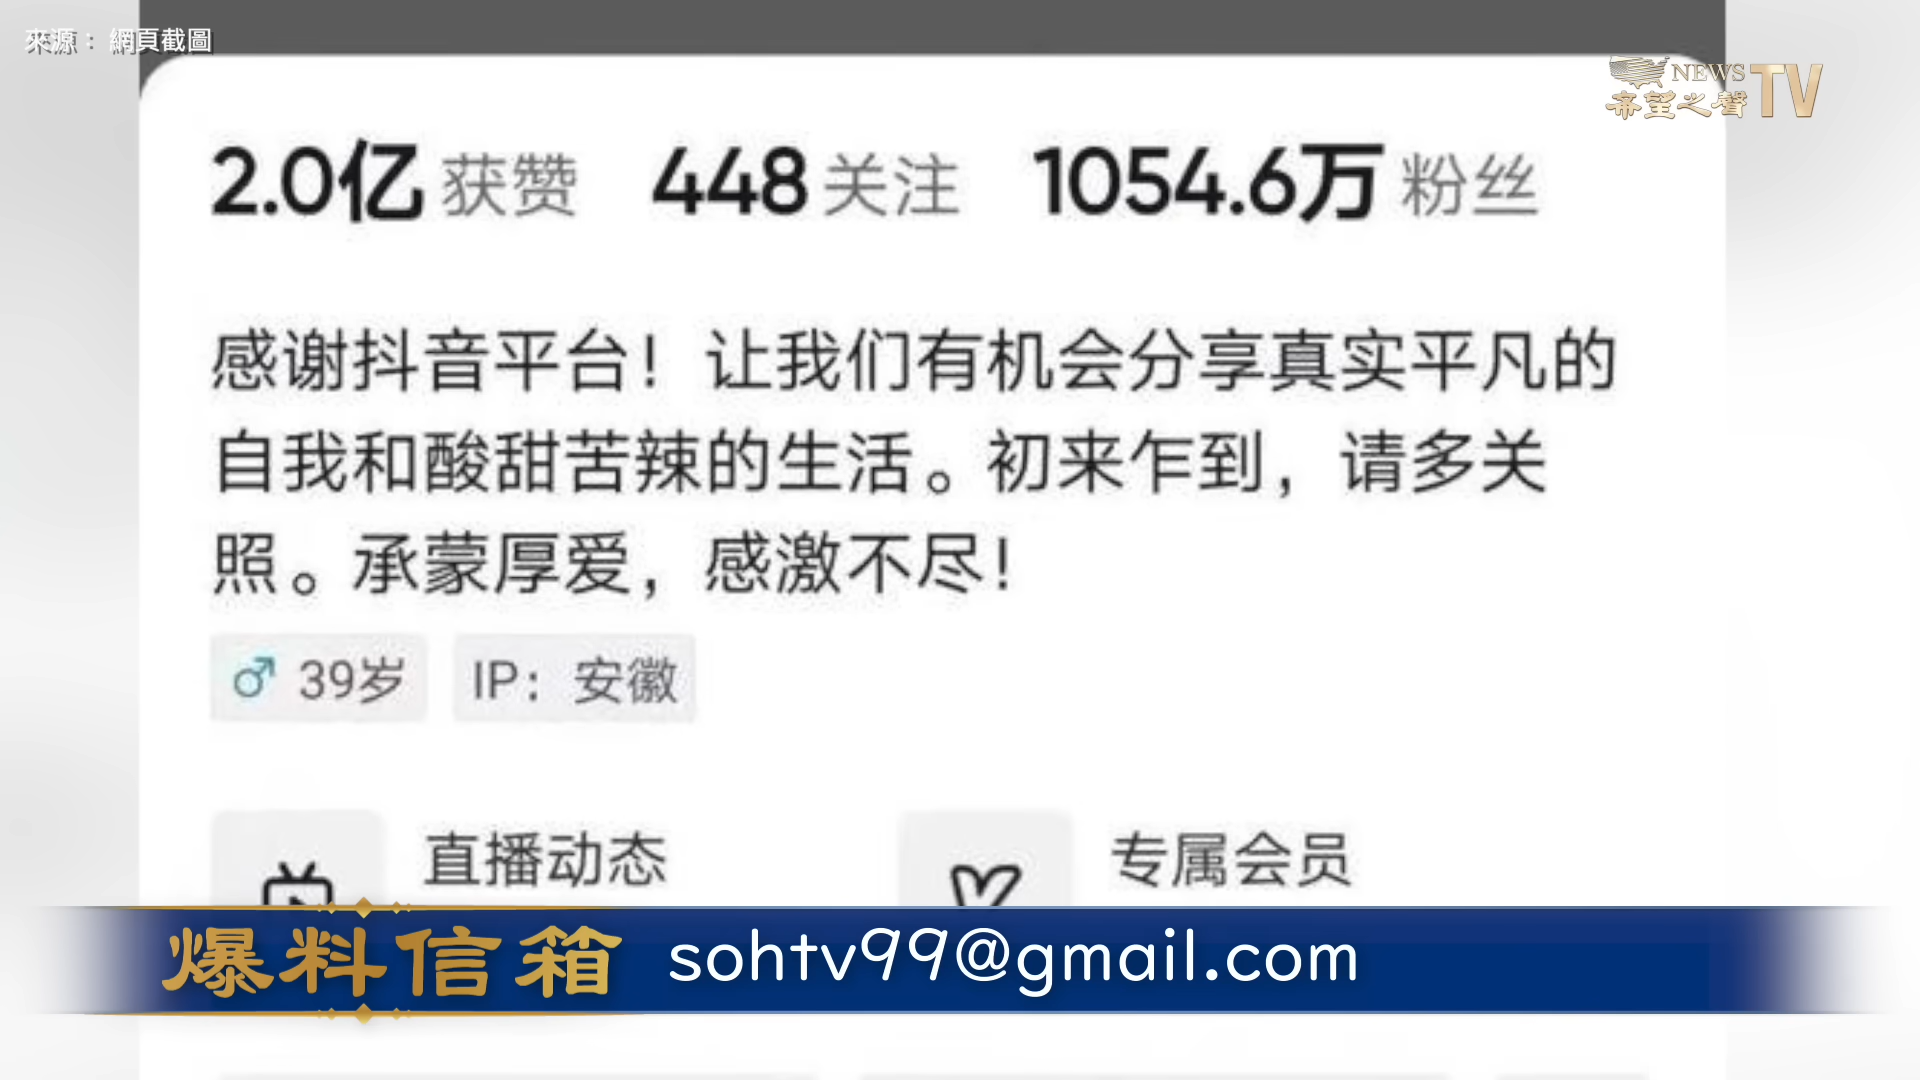 來源： 網頁截圖
NEWS
希望之聲TV
2.0亿 获赞 448 关注 1054.6万 粉丝
感谢抖音平台！让我们有机会分享真实平凡的
自我和酸甜苦辣的生活。初来乍到，请多关
照。承蒙厚爱，感激不尽！
♂ 39岁 IP：安徽
直播动态 专属会员
爆料信箱 sohtv99@gmail.com